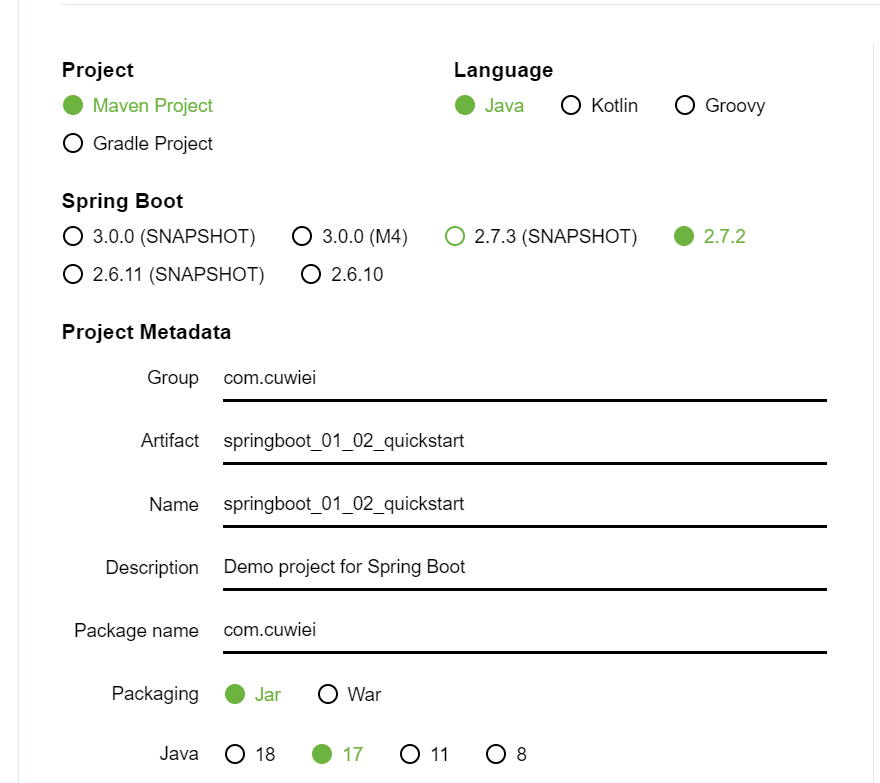 Project
Language
Maven Project
Java
Kotlin
Groovy
Gradle Project
Spring Boot
3.0.0 (SNAPSHOT)
3.0.0 (M4)
2.7.3 (SNAPSHOT)
2.7.2
2.6.11 (SNAPSHOT)
2.6.10
Project Metadata
Group com.cuwiei
Artifact springboot_01_02_quickstart
Name springboot_01_02_quickstart
Description Demo project for Spring Boot
Package name com.cuwiei
Packaging Jar War
Java 18 17 11 8